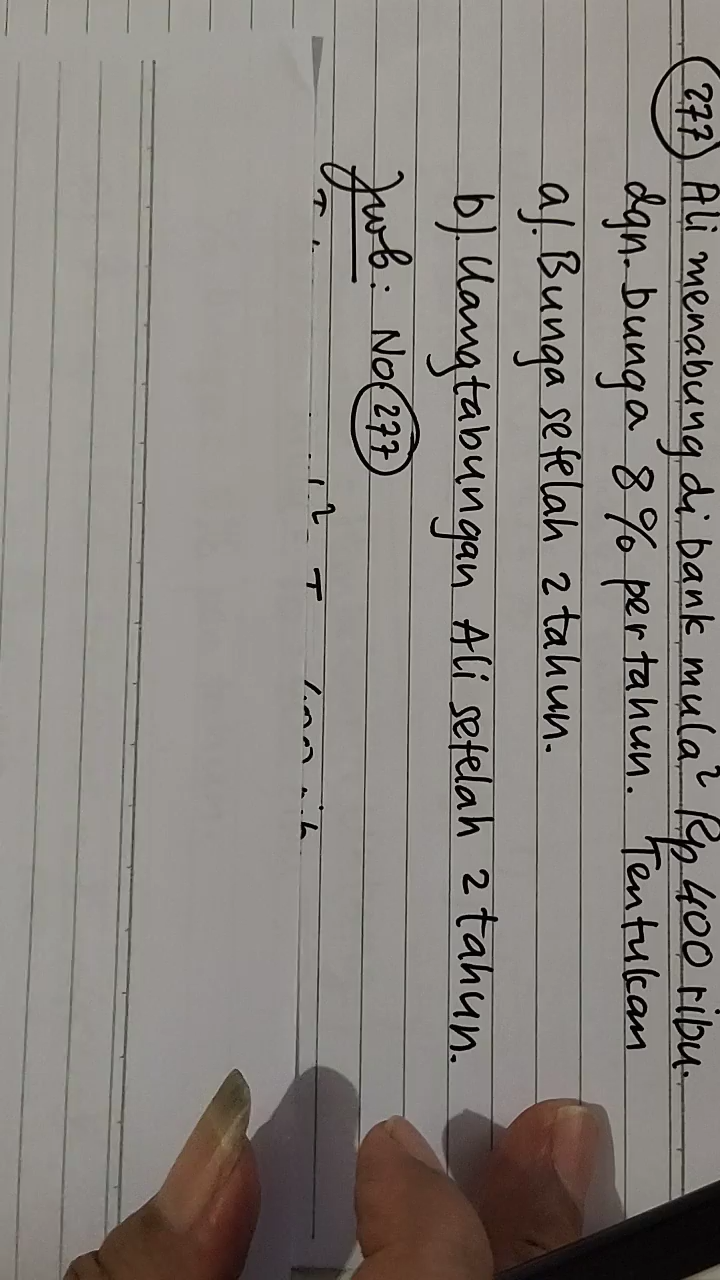 277 Ali menabung di bank mula² Rp 400 ribu.
dgn. bunga 8% per tahun. Tentukan
a). Bunga setelah 2 tahun.
b). Uang tabungan Ali setelah 2 tahun.
Jwb: No 277